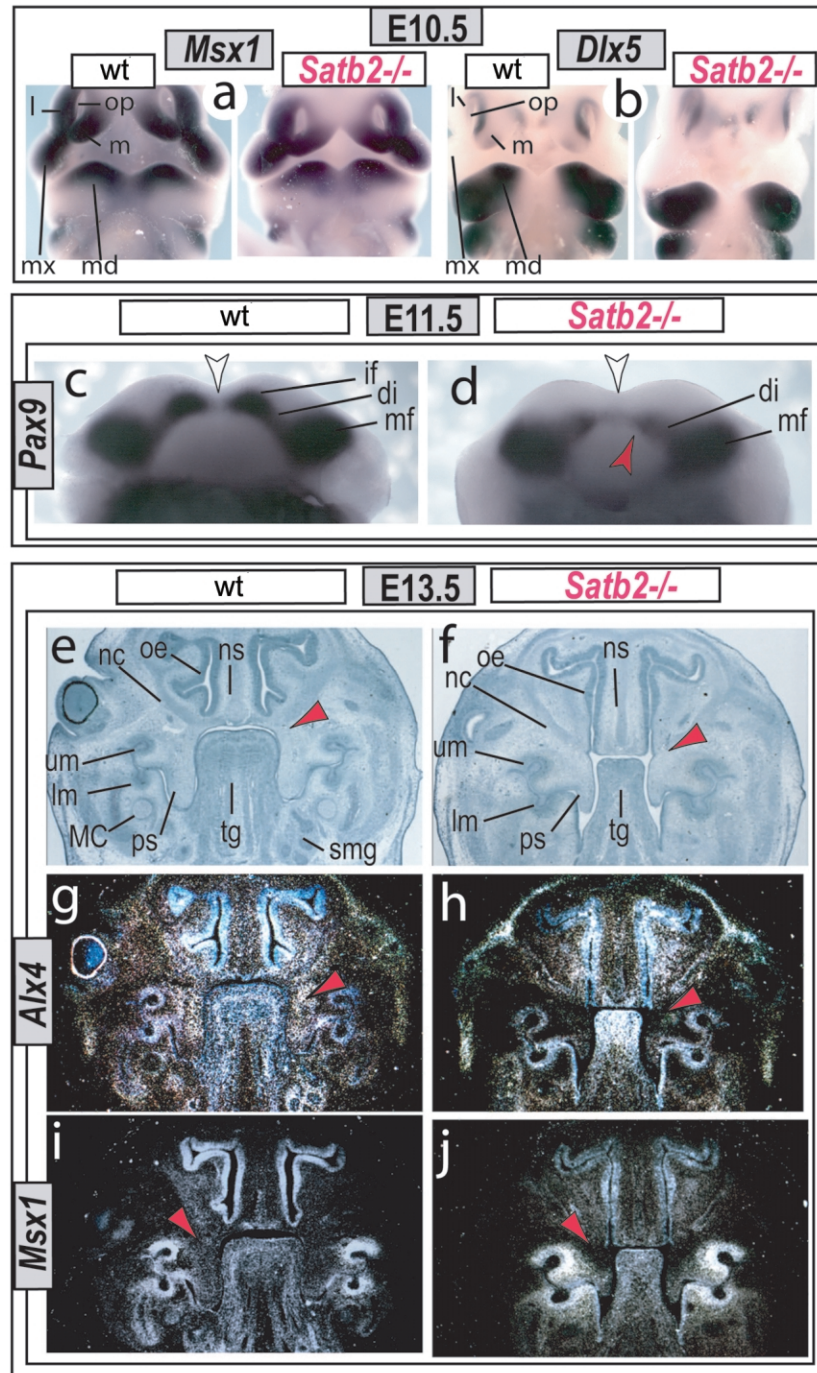 E10.5
Msx1 Dlx5
wt Satb2-/- wt Satb2-/-
a b
l op m mx md
l op m mx md
wt E11.5 Satb2-/-
Pax9
c if di mf
d di mf
wt E13.5 Satb2-/-
e nc oe ns um lm MC ps tg smg
f oe nc ns um lm ps tg
Alx4
g h
Msx1
i j